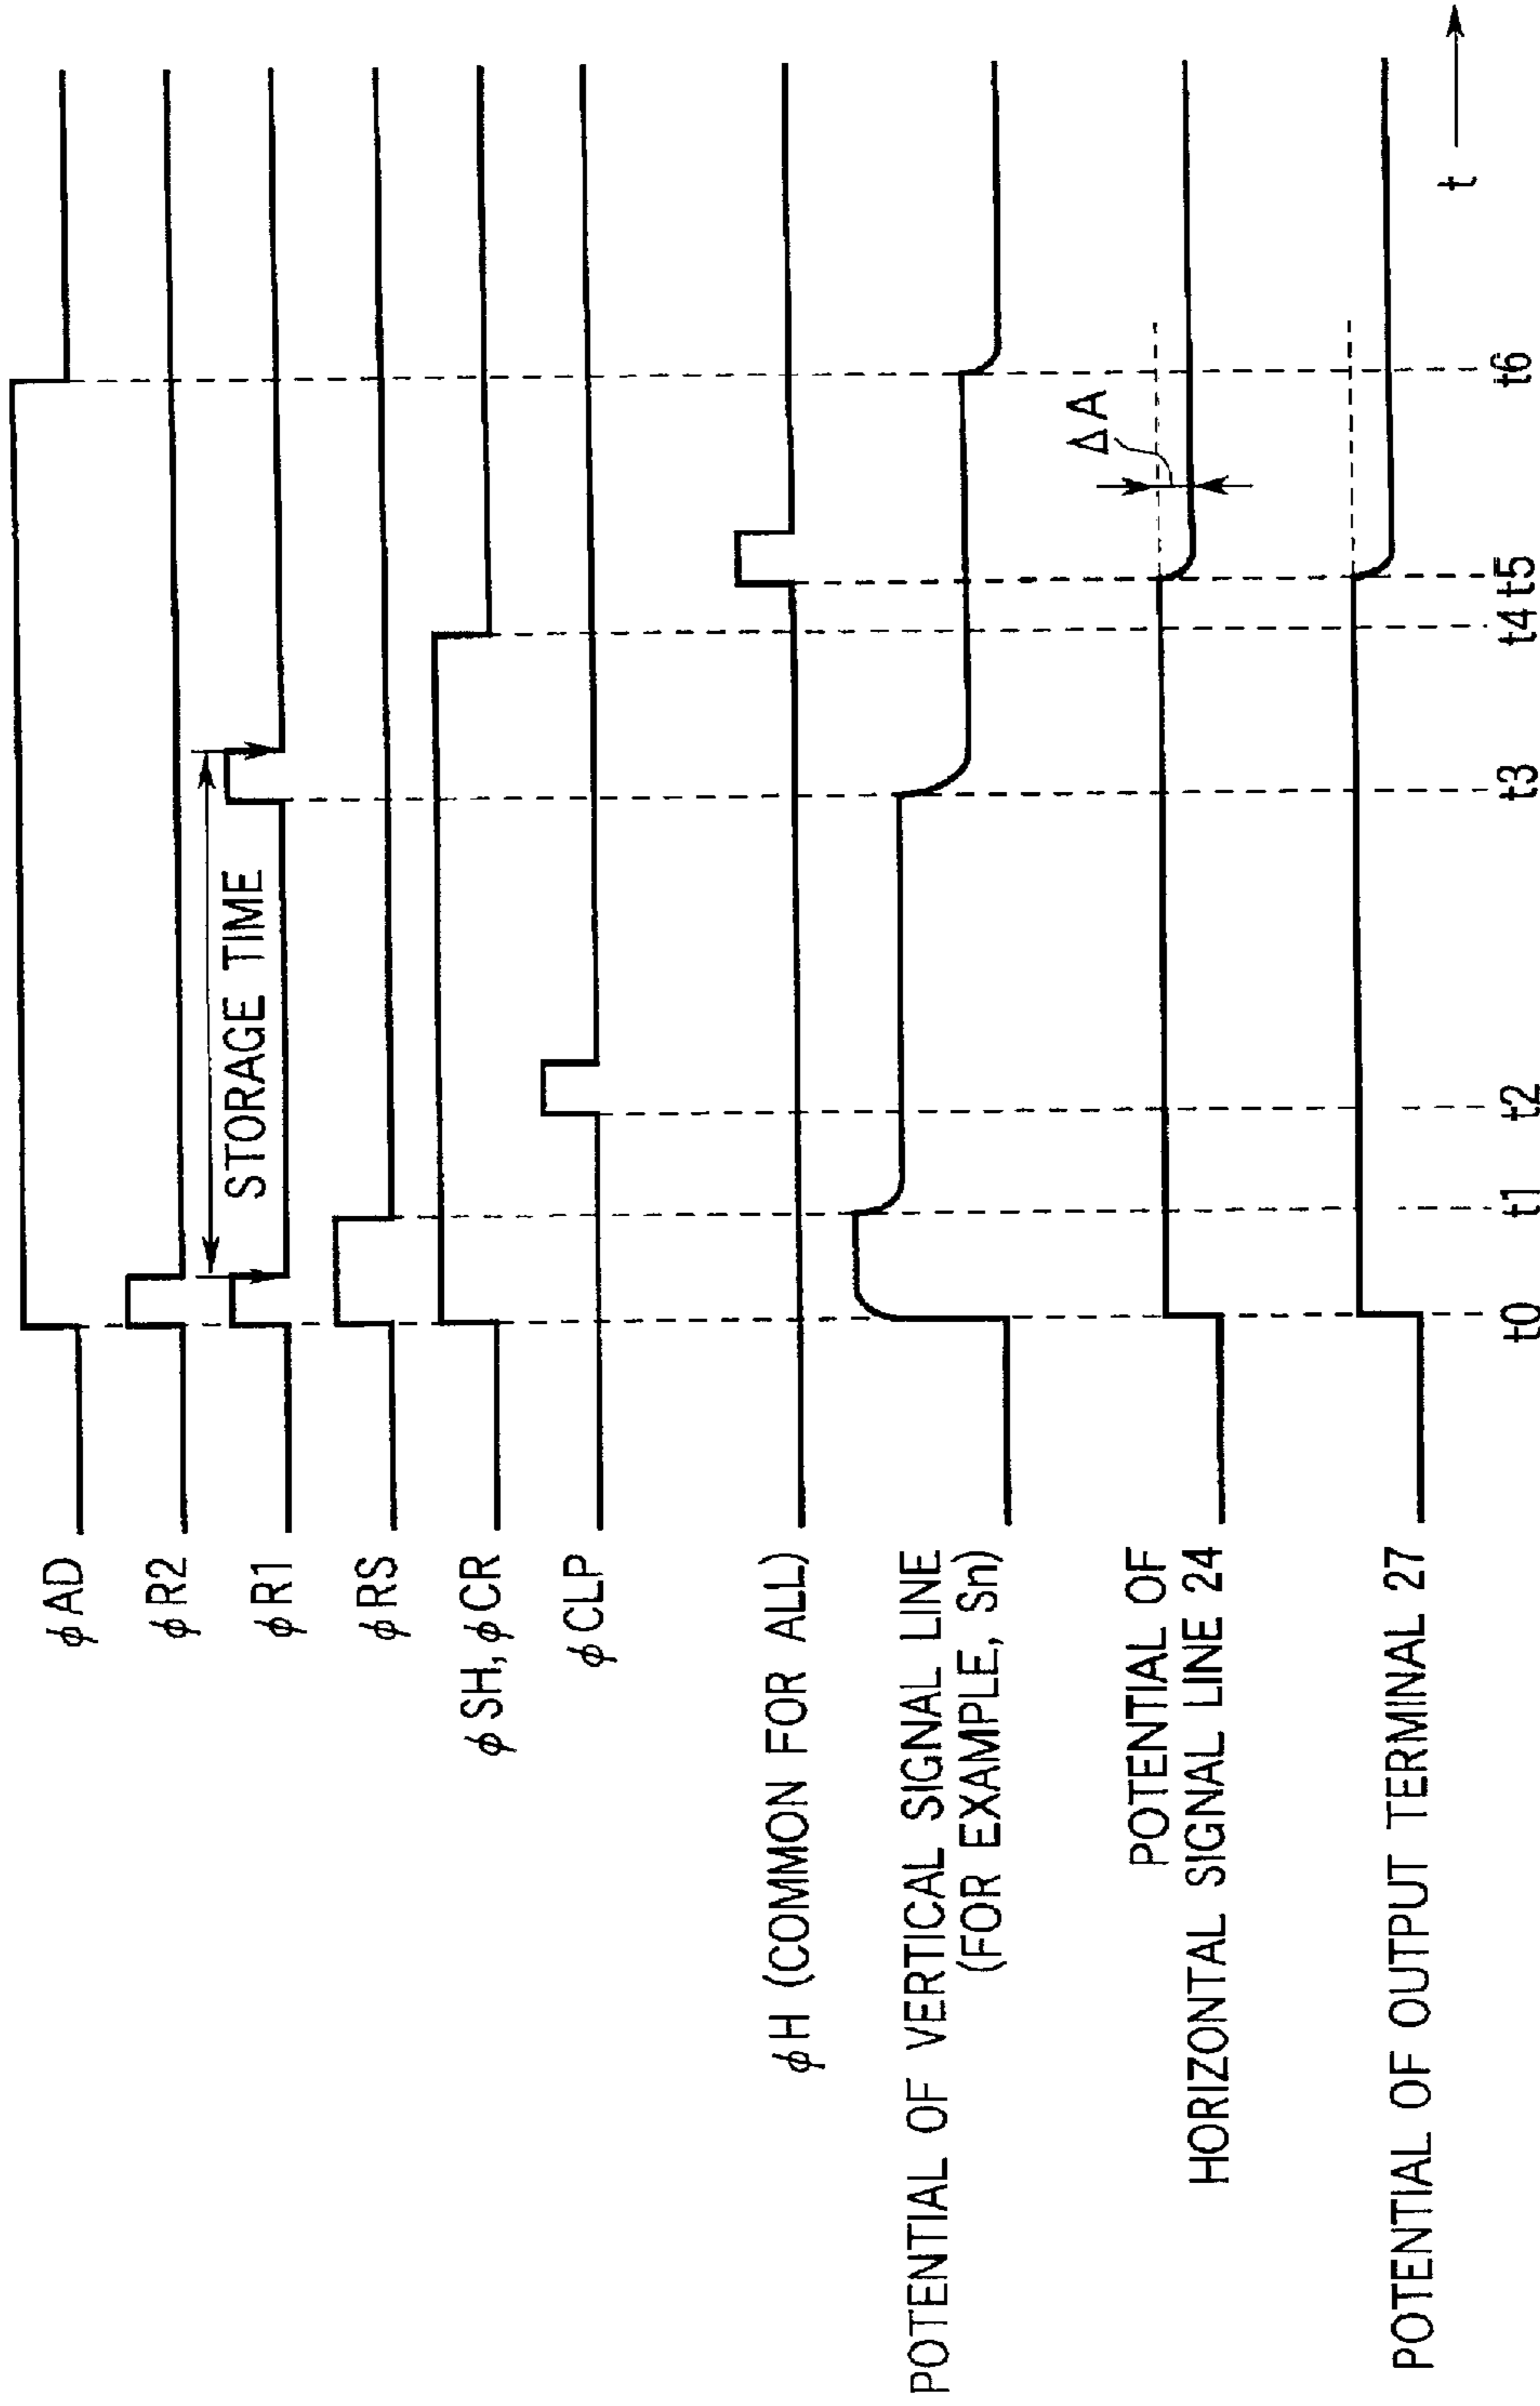 φAD
φR2
φR1
STORAGE TIME
φRS
φSH, φCR
φCLP
φH (COMMON FOR ALL)
POTENTIAL OF VERTICAL SIGNAL LINE
(FOR EXAMPLE, Sn)
ΔA
POTENTIAL OF
HORIZONTAL SIGNAL LINE 24
POTENTIAL OF OUTPUT TERMINAL 27
t
t0 t1 t2 t3 t4 t5 t6